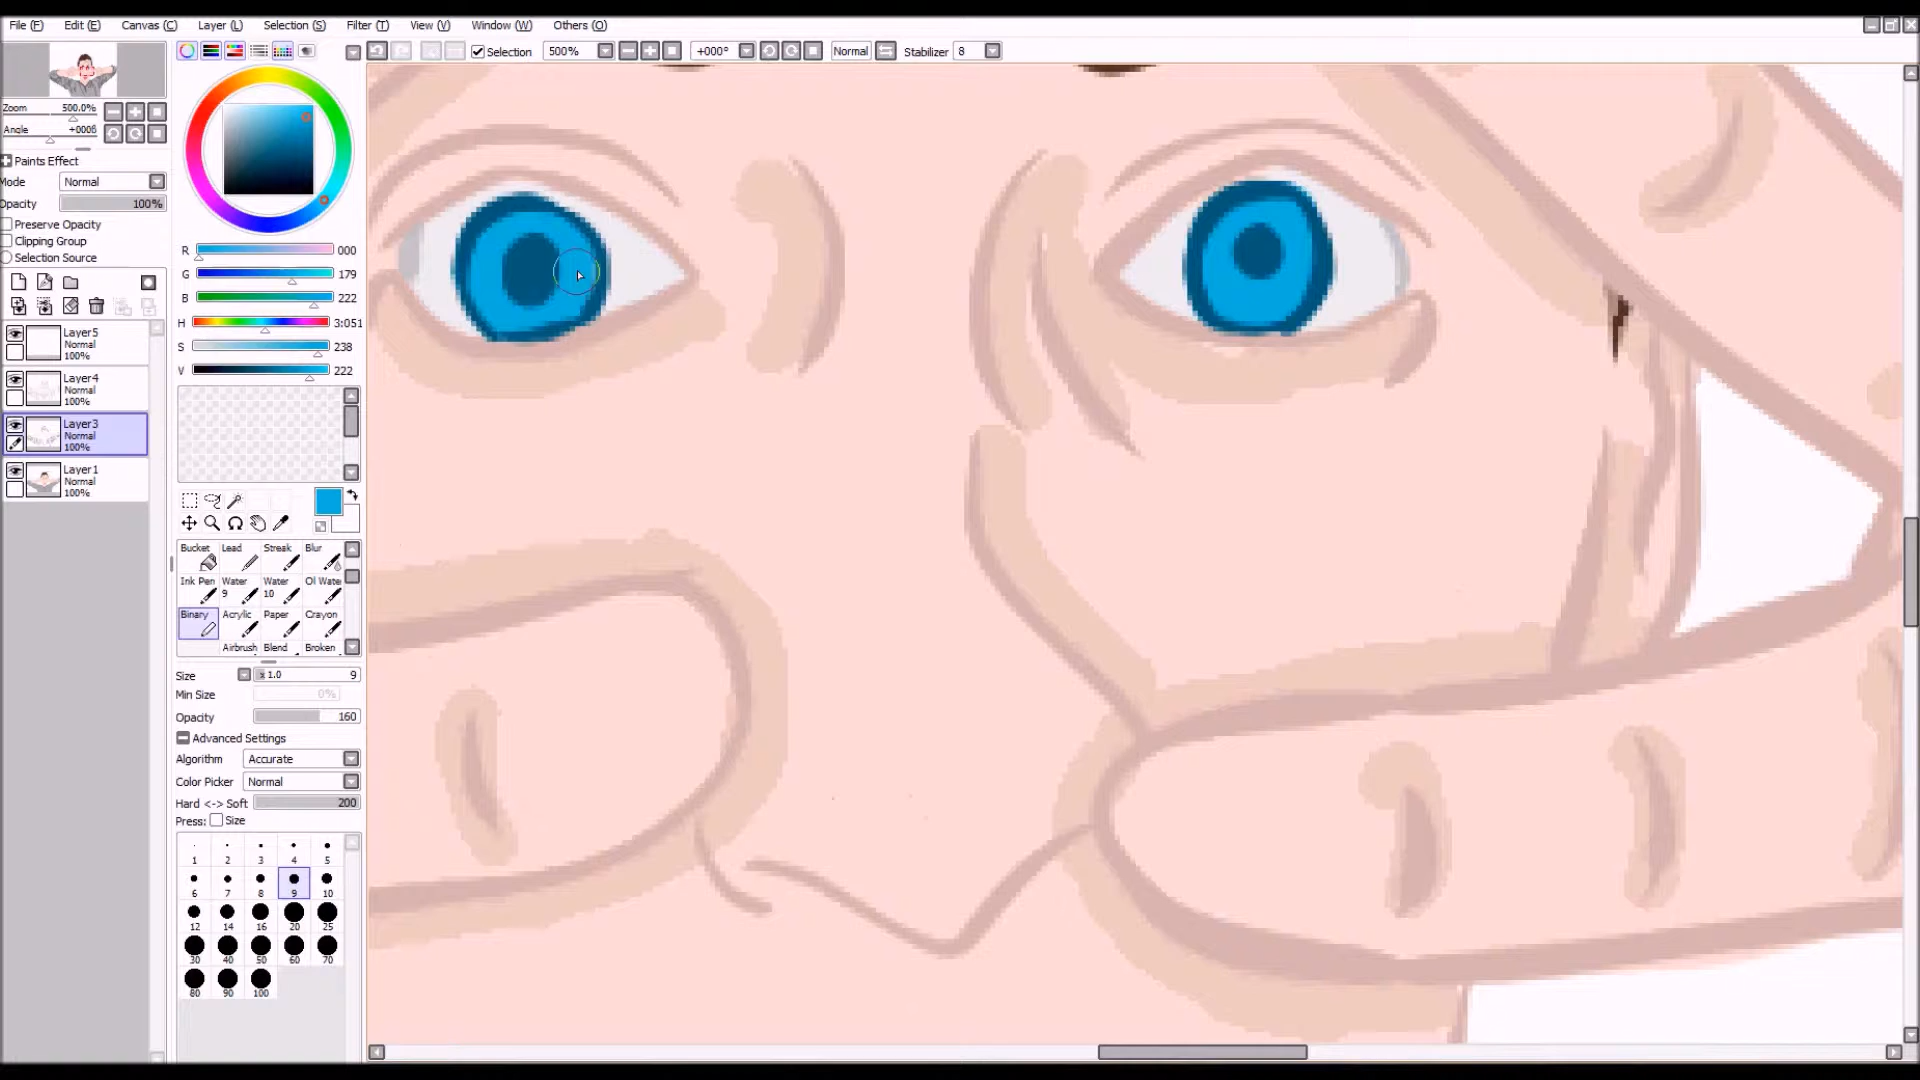 File (F) Edit (E) Canvas (C) Layer (L) Selection (S) Filter (T) View (V) Window (W) Others (O)
Selection 500% +000° Normal Stabilizer 8
Zoom 500.0%
Angle +000ß
Paints Effect
Mode Normal
Opacity 100%
Preserve Opacity
Clipping Group
Selection Source
Layer5
Normal
100%
Layer4
Normal
100%
Layer3
Normal
100%
Layer1
Normal
100%
R 000
G 179
B 222
H 3:051
S 238
V 222
Bucket Lead Streak Blur
Ink Pen Water 9 Water 10 Ol Wate
Binary Acrylic Paper Crayon
Airbrush Blend Broken
Size x 1.0 9
Min Size 0%
Opacity 160
Advanced Settings
Algorithm Accurate
Color Picker Normal
Hard <-> Soft 200
Press: Size
1 2 3 4 5
6 7 8 9 10
12 14 16 20 25
30 40 50 60 70
80 90 100